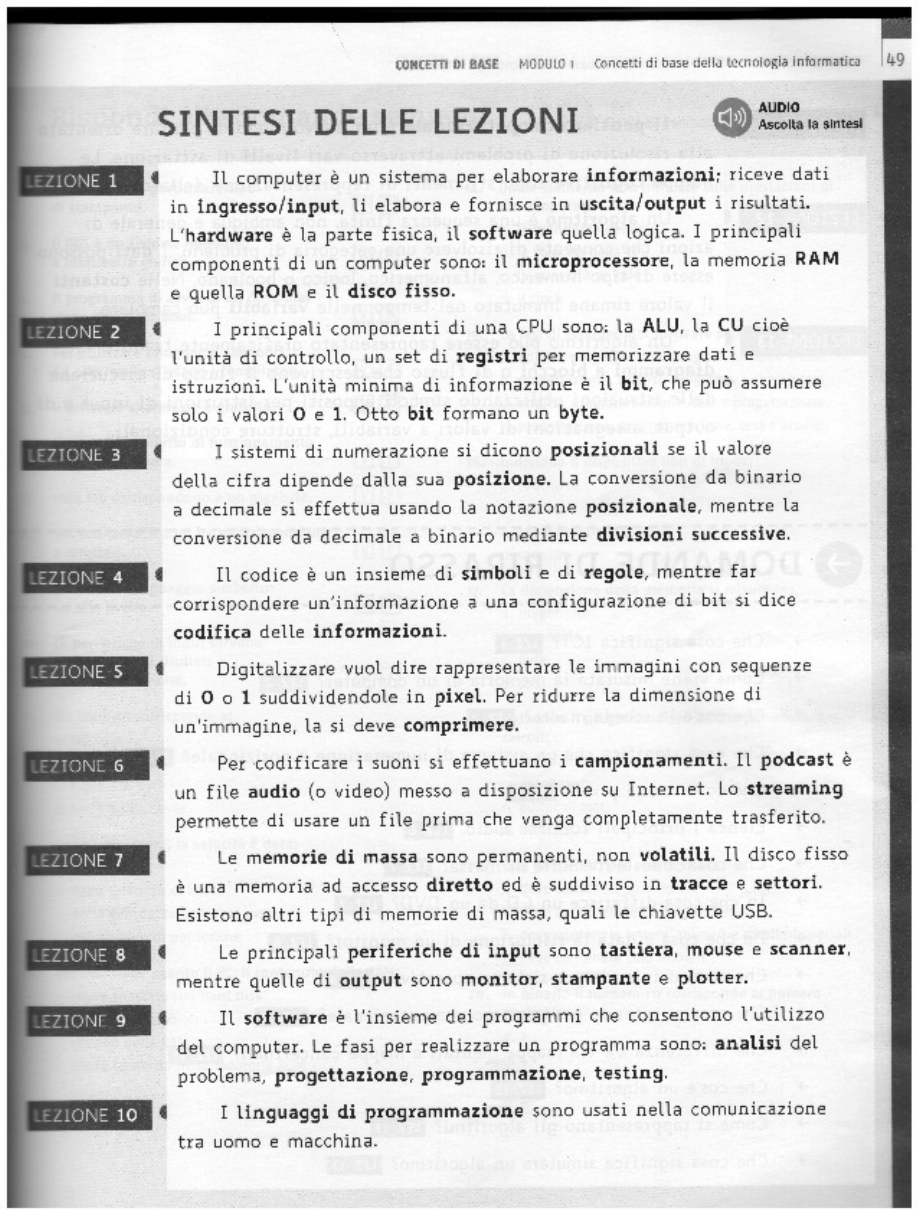 CONCETTI DI BASE MODULO 1 Concetti di base della tecnologia informatica 49
SINTESI DELLE LEZIONI
AUDIO
Ascolta la sintesi
LEZIONE 1
Il computer è un sistema per elaborare informazioni; riceve dati
in ingresso/input, li elabora e fornisce in uscita/output i risultati.
L'hardware è la parte fisica, il software quella logica. I principali
componenti di un computer sono: il microprocessore, la memoria RAM
e quella ROM e il disco fisso.
LEZIONE 2
I principali componenti di una CPU sono: la ALU, la CU cioè
l'unità di controllo, un set di registri per memorizzare dati e
istruzioni. L'unità minima di informazione è il bit, che può assumere
solo i valori 0 e 1. Otto bit formano un byte.
LEZIONE 3
I sistemi di numerazione si dicono posizionali se il valore
della cifra dipende dalla sua posizione. La conversione da binario
a decimale si effettua usando la notazione posizionale, mentre la
conversione da decimale a binario mediante divisioni successive.
LEZIONE 4
Il codice è un insieme di simboli e di regole, mentre far
corrispondere un'informazione a una configurazione di bit si dice
codifica delle informazioni.
LEZIONE 5
Digitalizzare vuol dire rappresentare le immagini con sequenze
di 0 o 1 suddividendole in pixel. Per ridurre la dimensione di
un'immagine, la si deve comprimere.
LEZIONE 6
Per codificare i suoni si effettuano i campionamenti. Il podcast è
un file audio (o video) messo a disposizione su Internet. Lo streaming
permette di usare un file prima che venga completamente trasferito.
LEZIONE 7
Le memorie di massa sono permanenti, non volatili. Il disco fisso
è una memoria ad accesso diretto ed è suddiviso in tracce e settori.
Esistono altri tipi di memorie di massa, quali le chiavette USB.
LEZIONE 8
Le principali periferiche di input sono tastiera, mouse e scanner,
mentre quelle di output sono monitor, stampante e plotter.
LEZIONE 9
Il software è l'insieme dei programmi che consentono l'utilizzo
del computer. Le fasi per realizzare un programma sono: analisi del
problema, progettazione, programmazione, testing.
LEZIONE 10
I linguaggi di programmazione sono usati nella comunicazione
tra uomo e macchina.